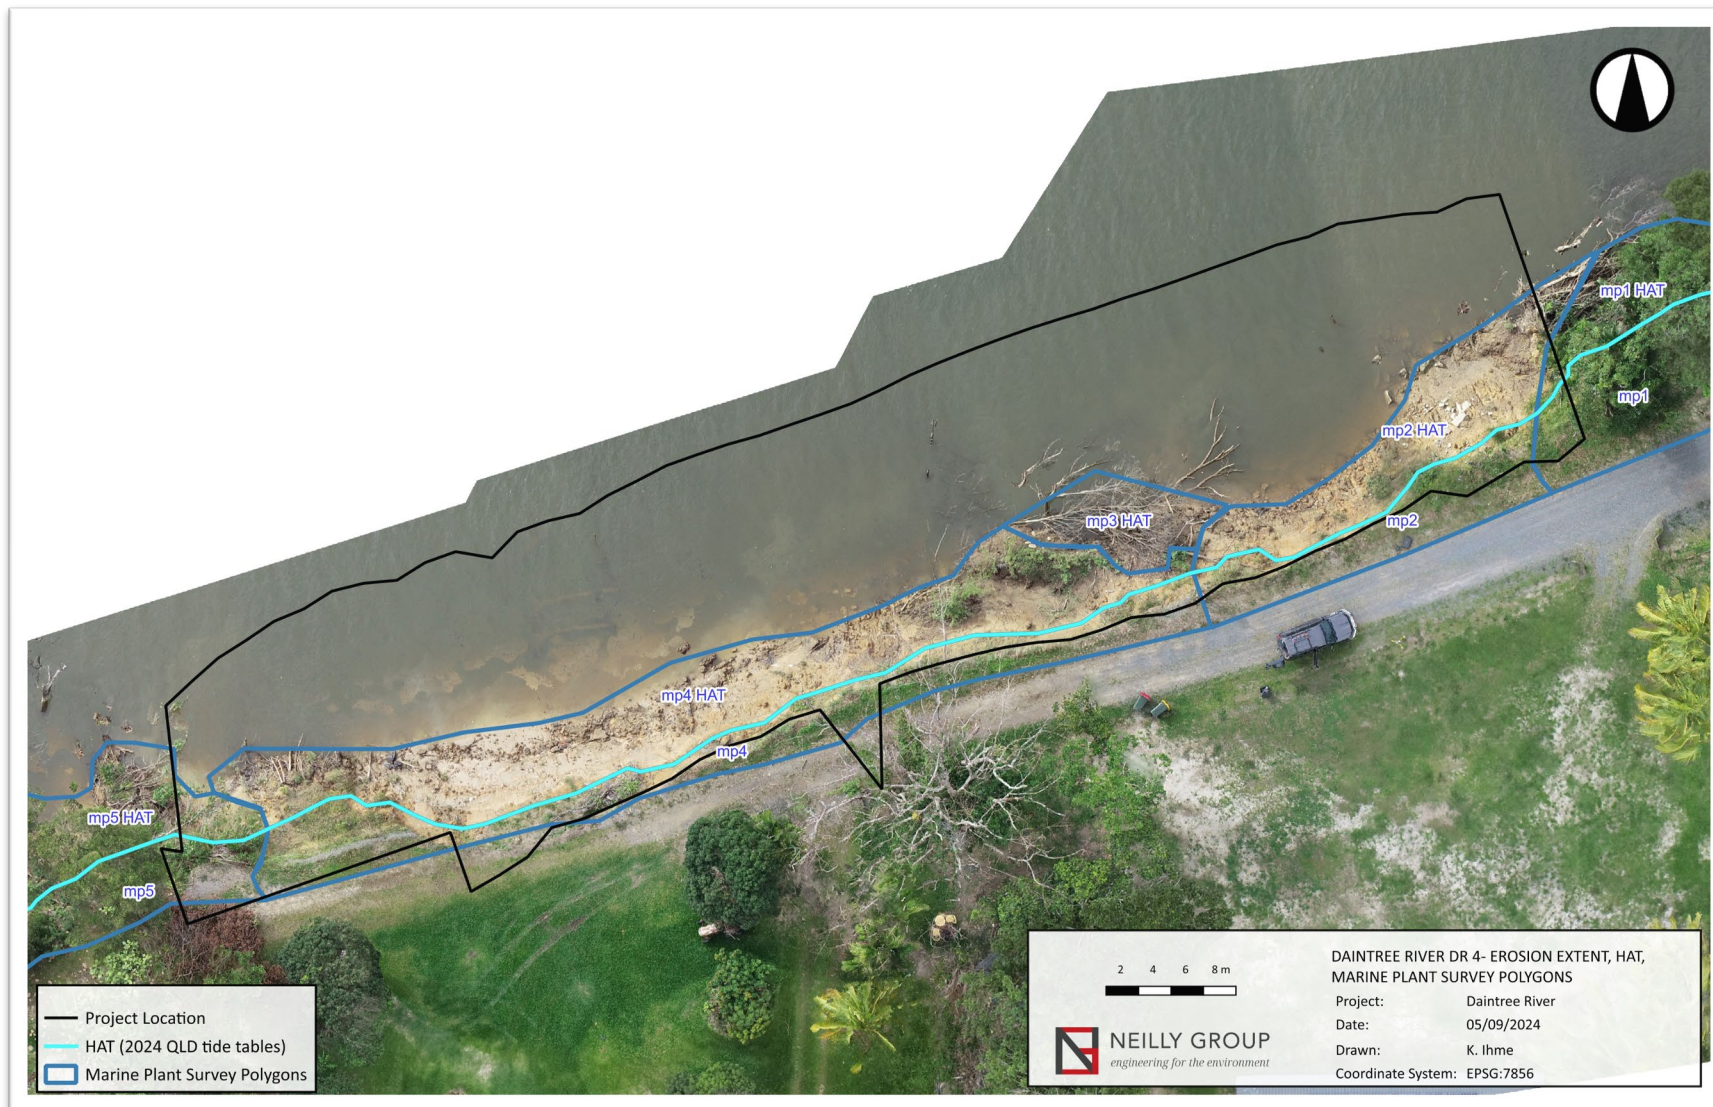 mp1 HAT
mp1
mp2 HAT
mp3 HAT
mp2
mp4 HAT
mp4
mp5 HAT
mp5
Project Location
HAT (2024 QLD tide tables)
Marine Plant Survey Polygons
2 4 6 8 m
NEILLY GROUP
engineering for the environment
DAINTREE RIVER DR 4- EROSION EXTENT, HAT,
MARINE PLANT SURVEY POLYGONS
Project: Daintree River
Date: 05/09/2024
Drawn: K. Ihme
Coordinate System: EPSG:7856